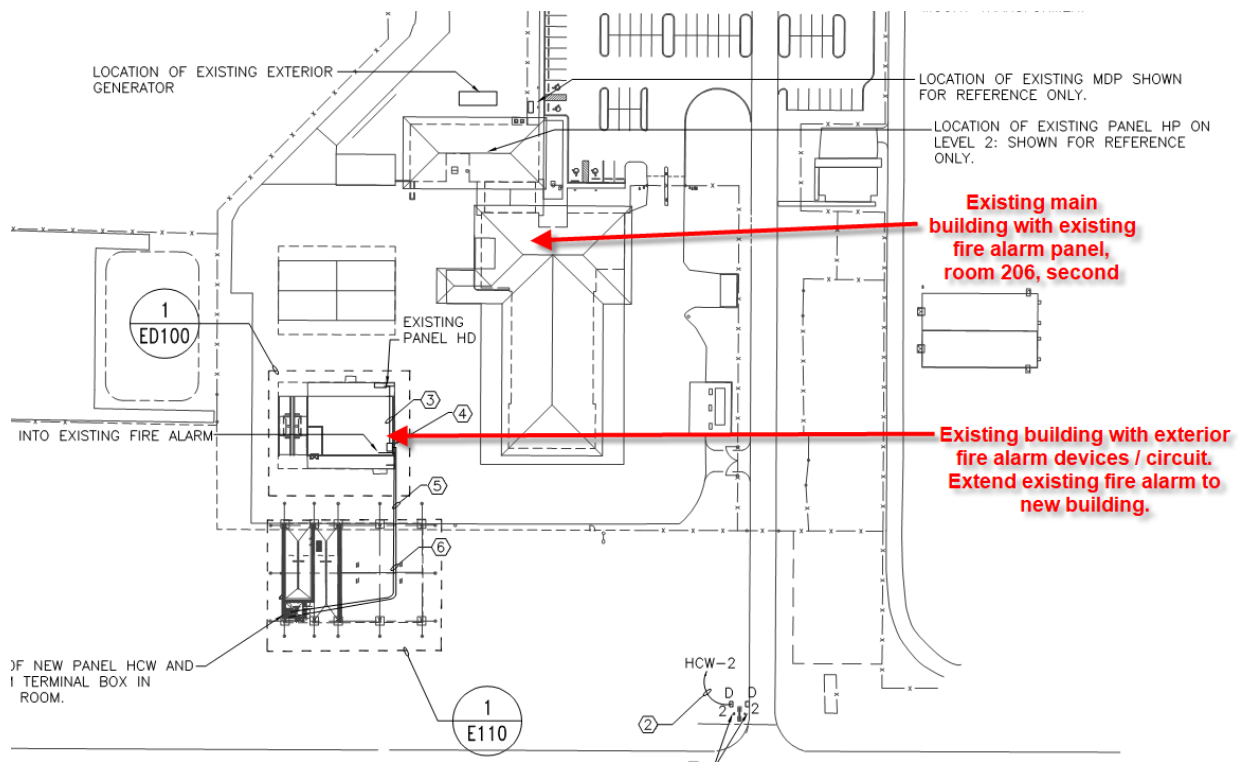 LOCATION OF EXISTING EXTERIOR
GENERATOR
LOCATION OF EXISTING MDP SHOWN
FOR REFERENCE ONLY.
LOCATION OF EXISTING PANEL HP ON
LEVEL 2: SHOWN FOR REFERENCE
ONLY.
Existing main
building with existing
fire alarm panel,
room 206, second
1
ED100
EXISTING
PANEL HD
3
4
INTO EXISTING FIRE ALARM
Existing building with exterior
fire alarm devices / circuit.
Extend existing fire alarm to
new building.
5
6
OF NEW PANEL HCW AND
TERMINAL BOX IN
ROOM.
HCW-2
D D
2 2
2
1
E110